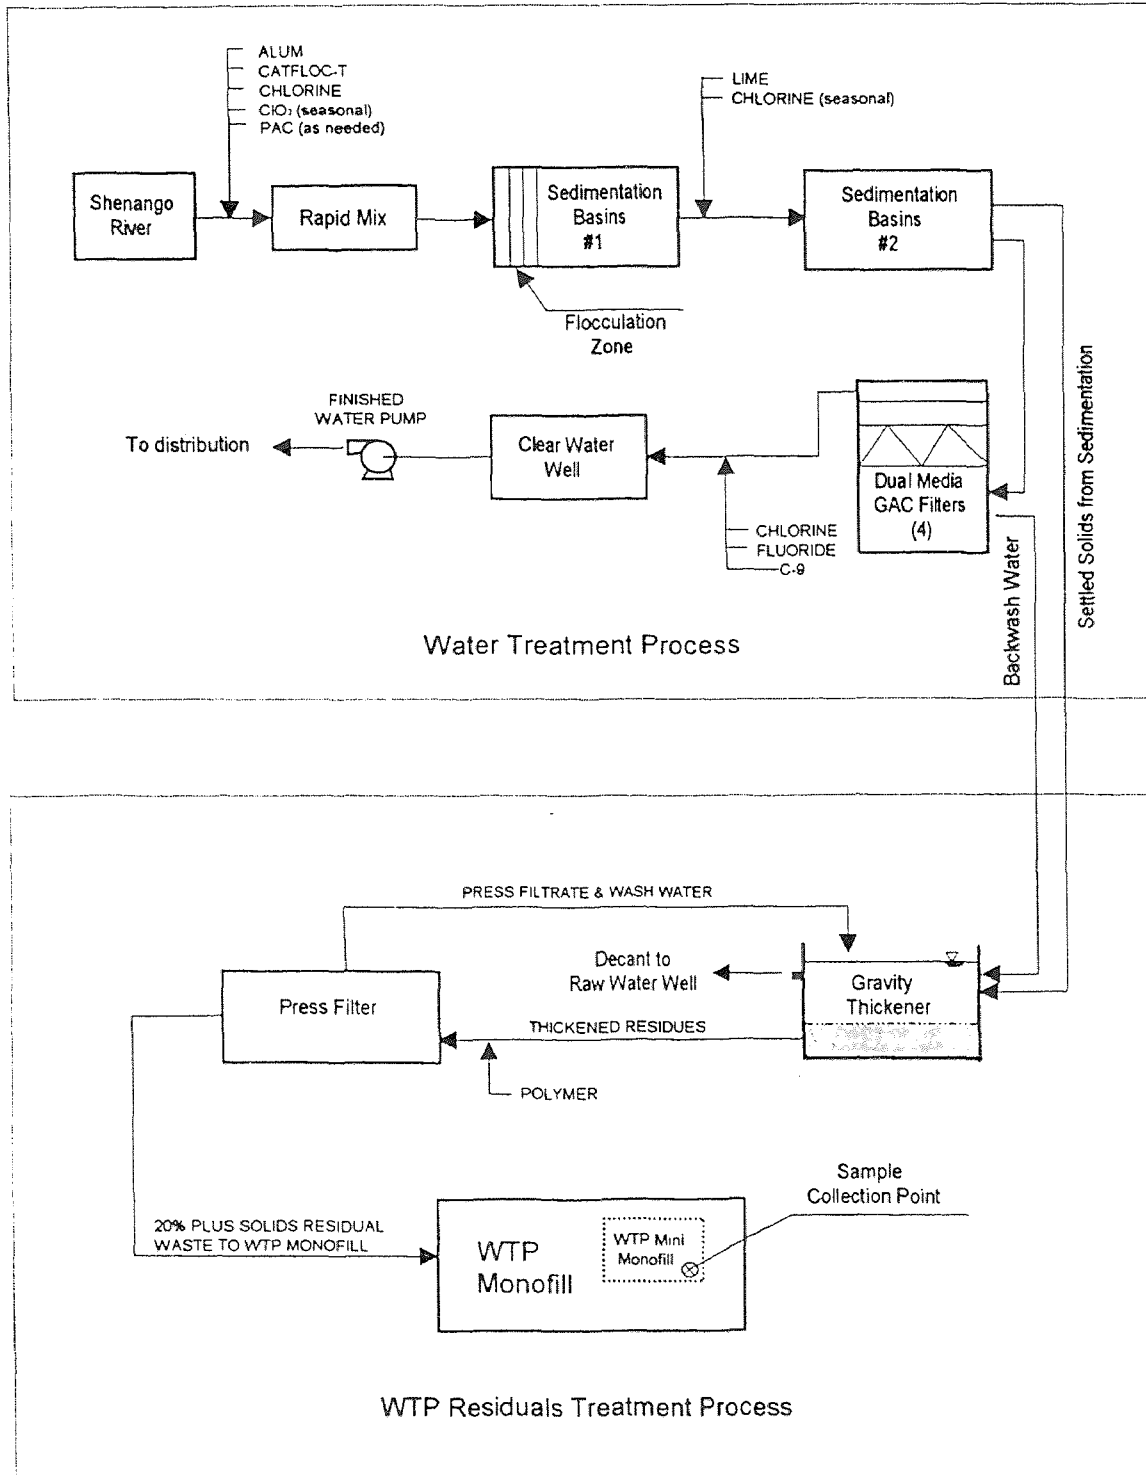 ALUM
CATFLOC-T
CHLORINE
ClO₂ (seasonal)
PAC (as needed)
LIME
CHLORINE (seasonal)
Shenango
River
Rapid Mix
Sedimentation
Basins
#1
Sedimentation
Basins
#2
Flocculation
Zone
Settled Solids from Sedimentation
FINISHED
WATER PUMP
To distribution
Clear Water
Well
Dual Media
GAC Filters
(4)
CHLORINE
FLUORIDE
C-9
Backwash Water
Water Treatment Process
PRESS FILTRATE & WASH WATER
Decant to
Raw Water Well
Gravity
Thickener
Press Filter
THICKENED RESIDUES
POLYMER
Sample
Collection Point
20% PLUS SOLIDS RESIDUAL
WASTE TO WTP MONOFILL
WTP
Monofill
WTP Mini
Monofill
WTP Residuals Treatment Process